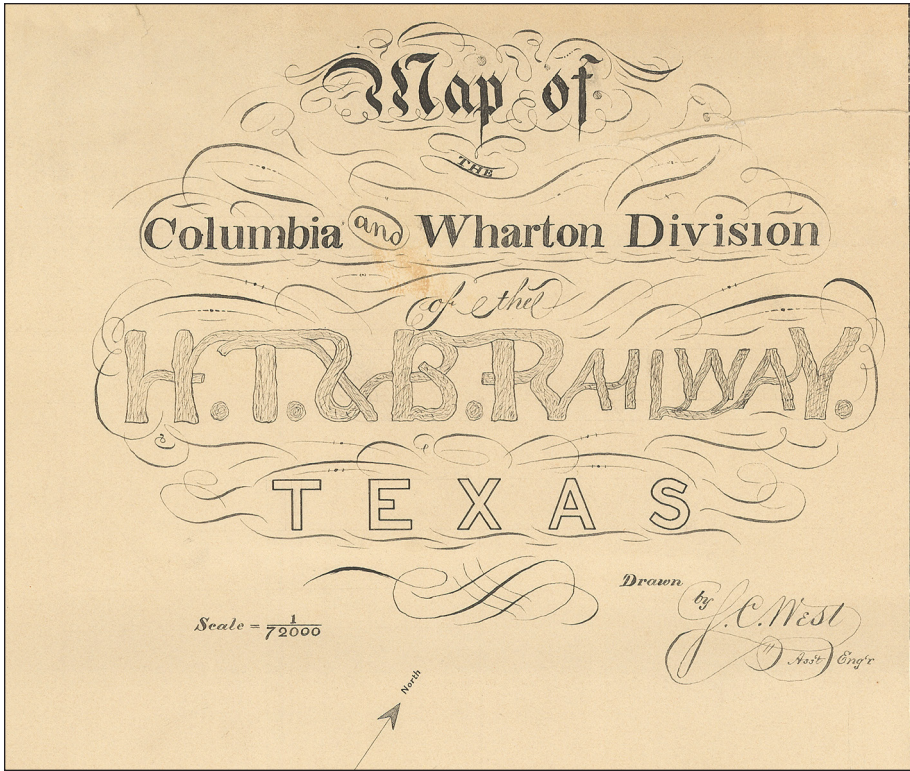 Map of
THE
Columbia and Wharton Division
of the
H.T.&B.RAILWAY.
TEXAS
Drawn
by J.C.West
Scale = 1/72000
Asst Eng'r
North